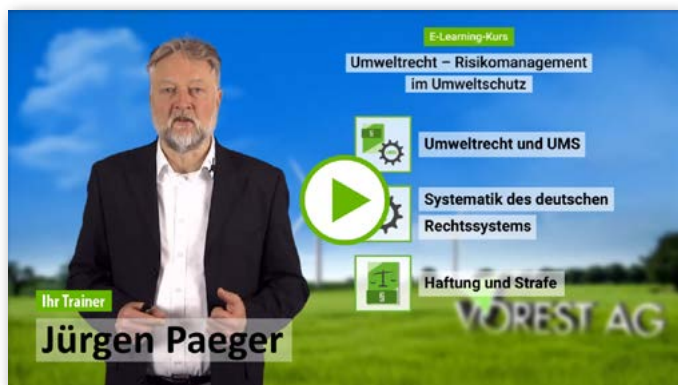 E-Learning-Kurs
Umweltrecht – Risikomanagement
im Umweltschutz
§
Umweltrecht und UMS
Systematik des deutschen
Rechtssystems
§
Haftung und Strafe
Ihr Trainer
Jürgen Paeger
VOREST AG